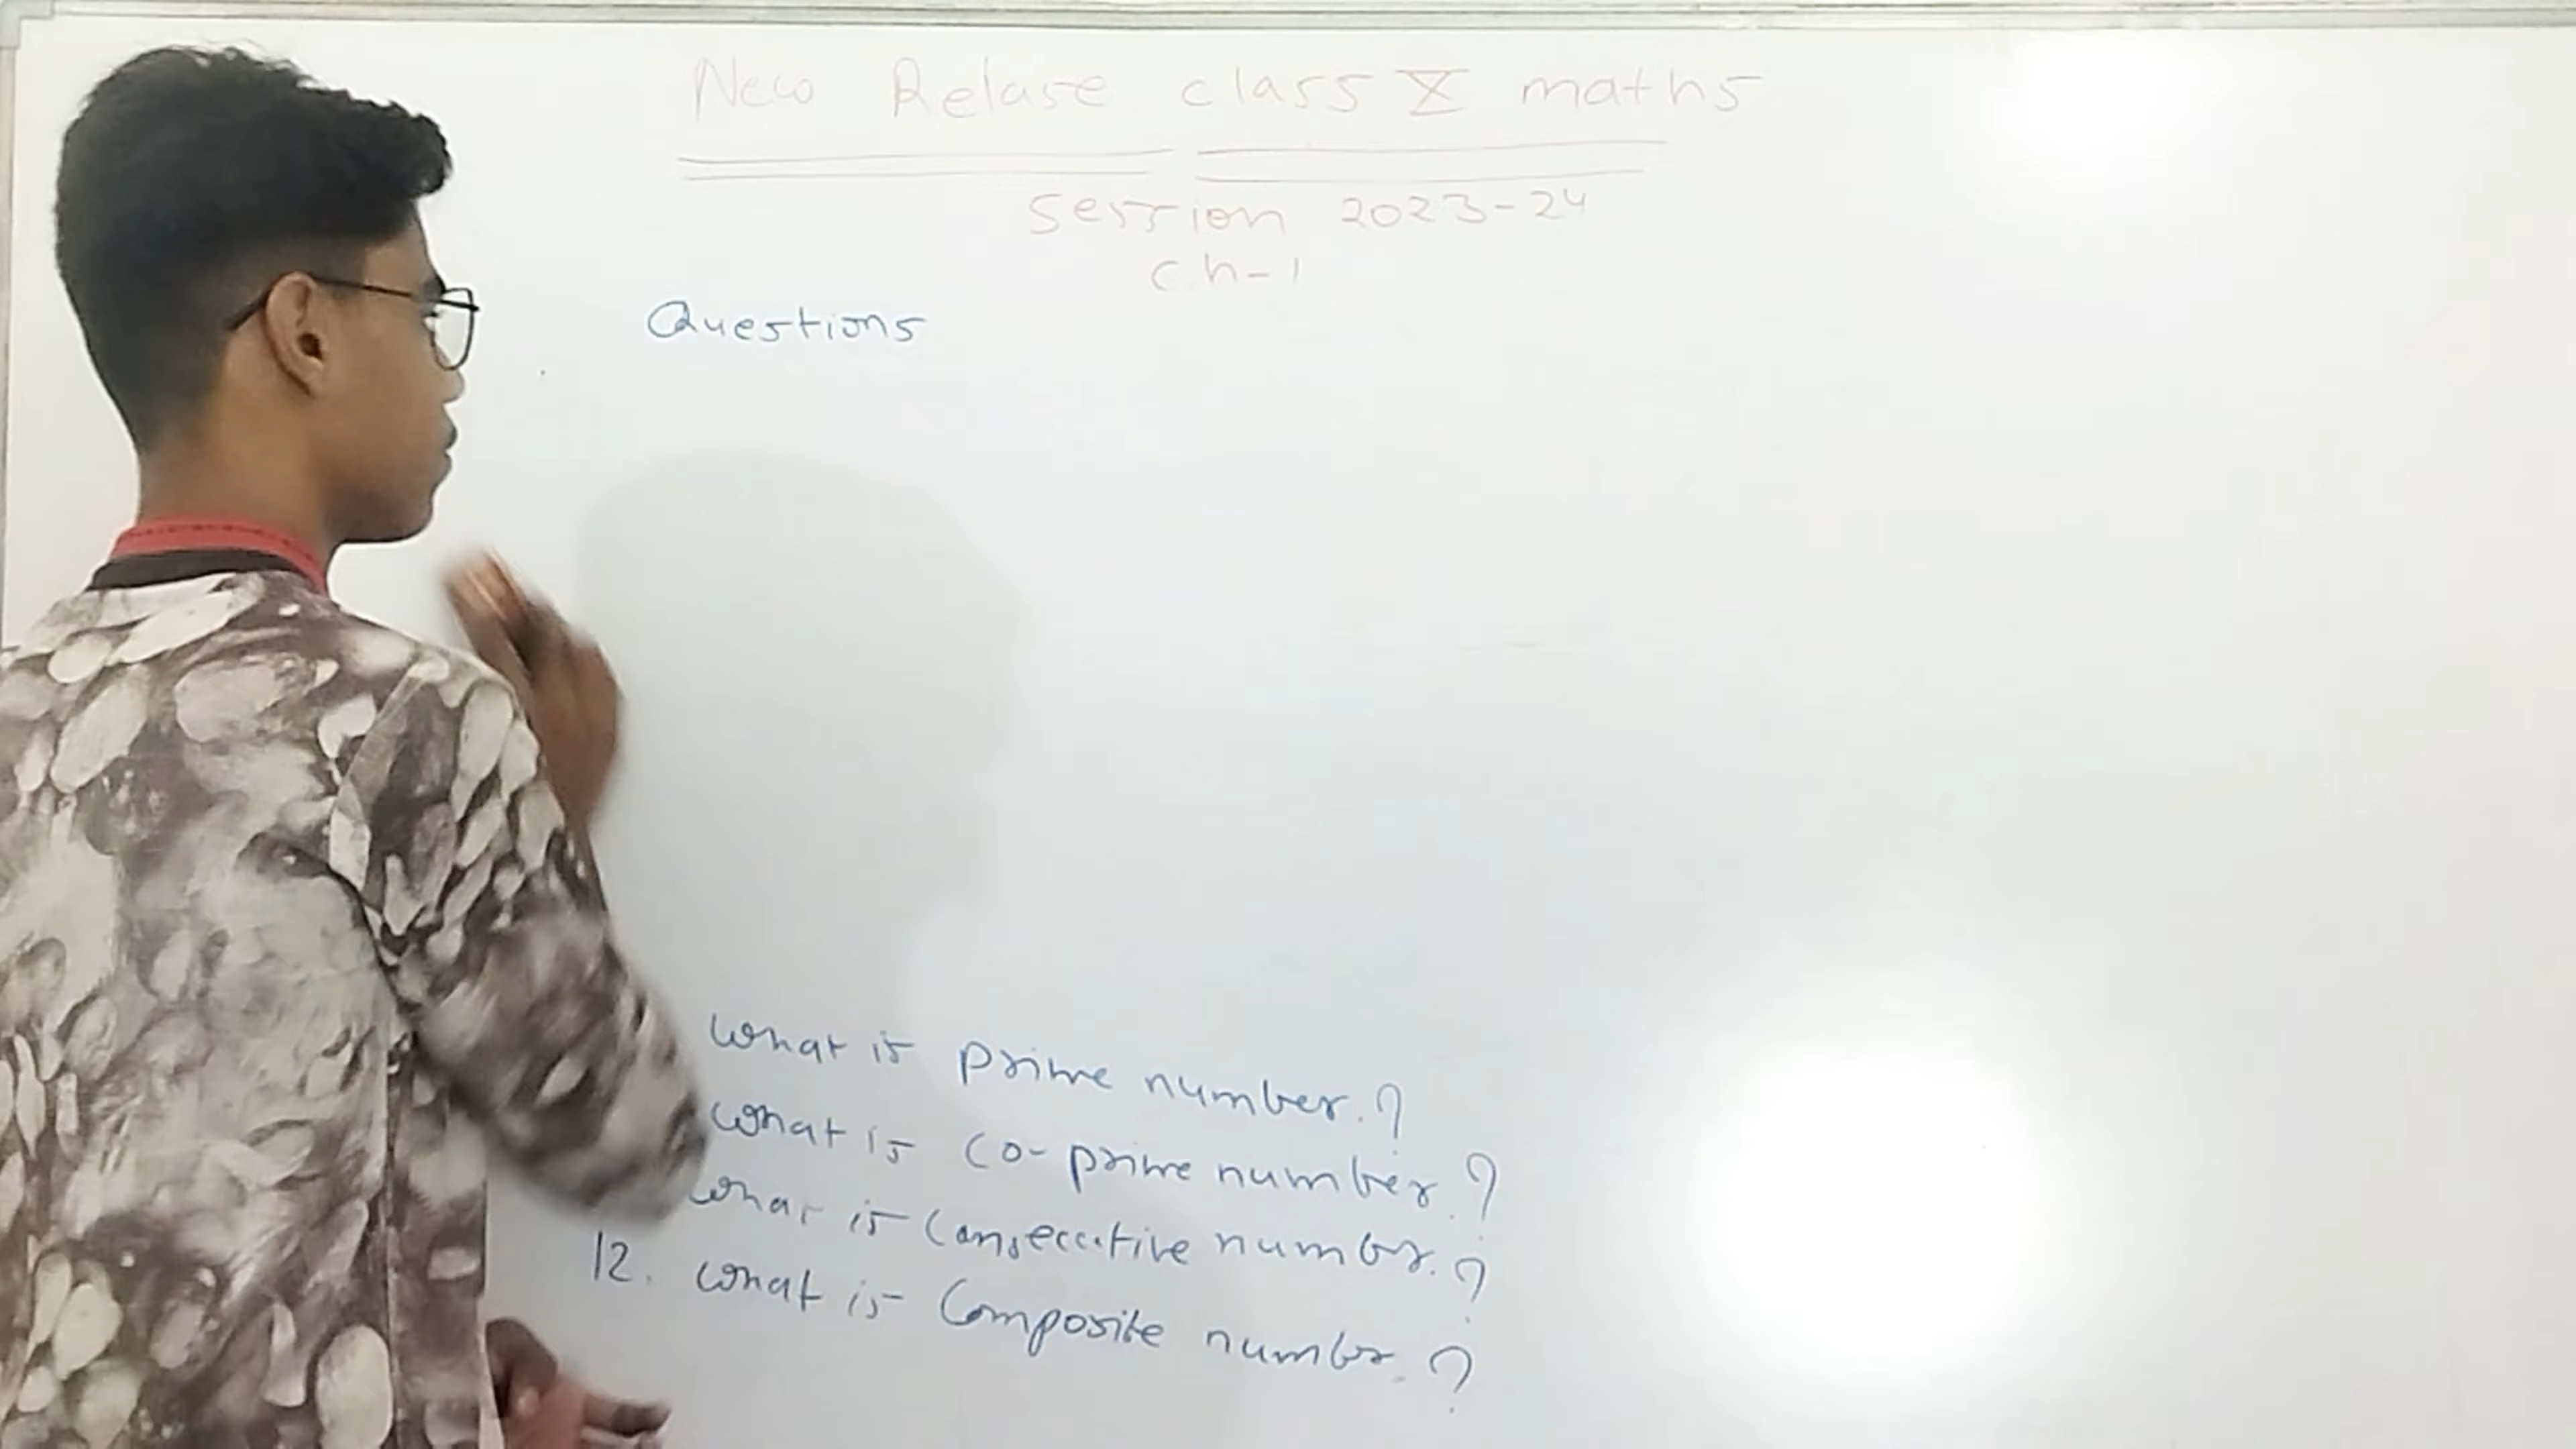 New Relase class X maths
Session 2023-24
Ch-1
Questions
What is prime number.?
What is co-prime number.?
What is Consecutive number.?
12. What is Composite number.?